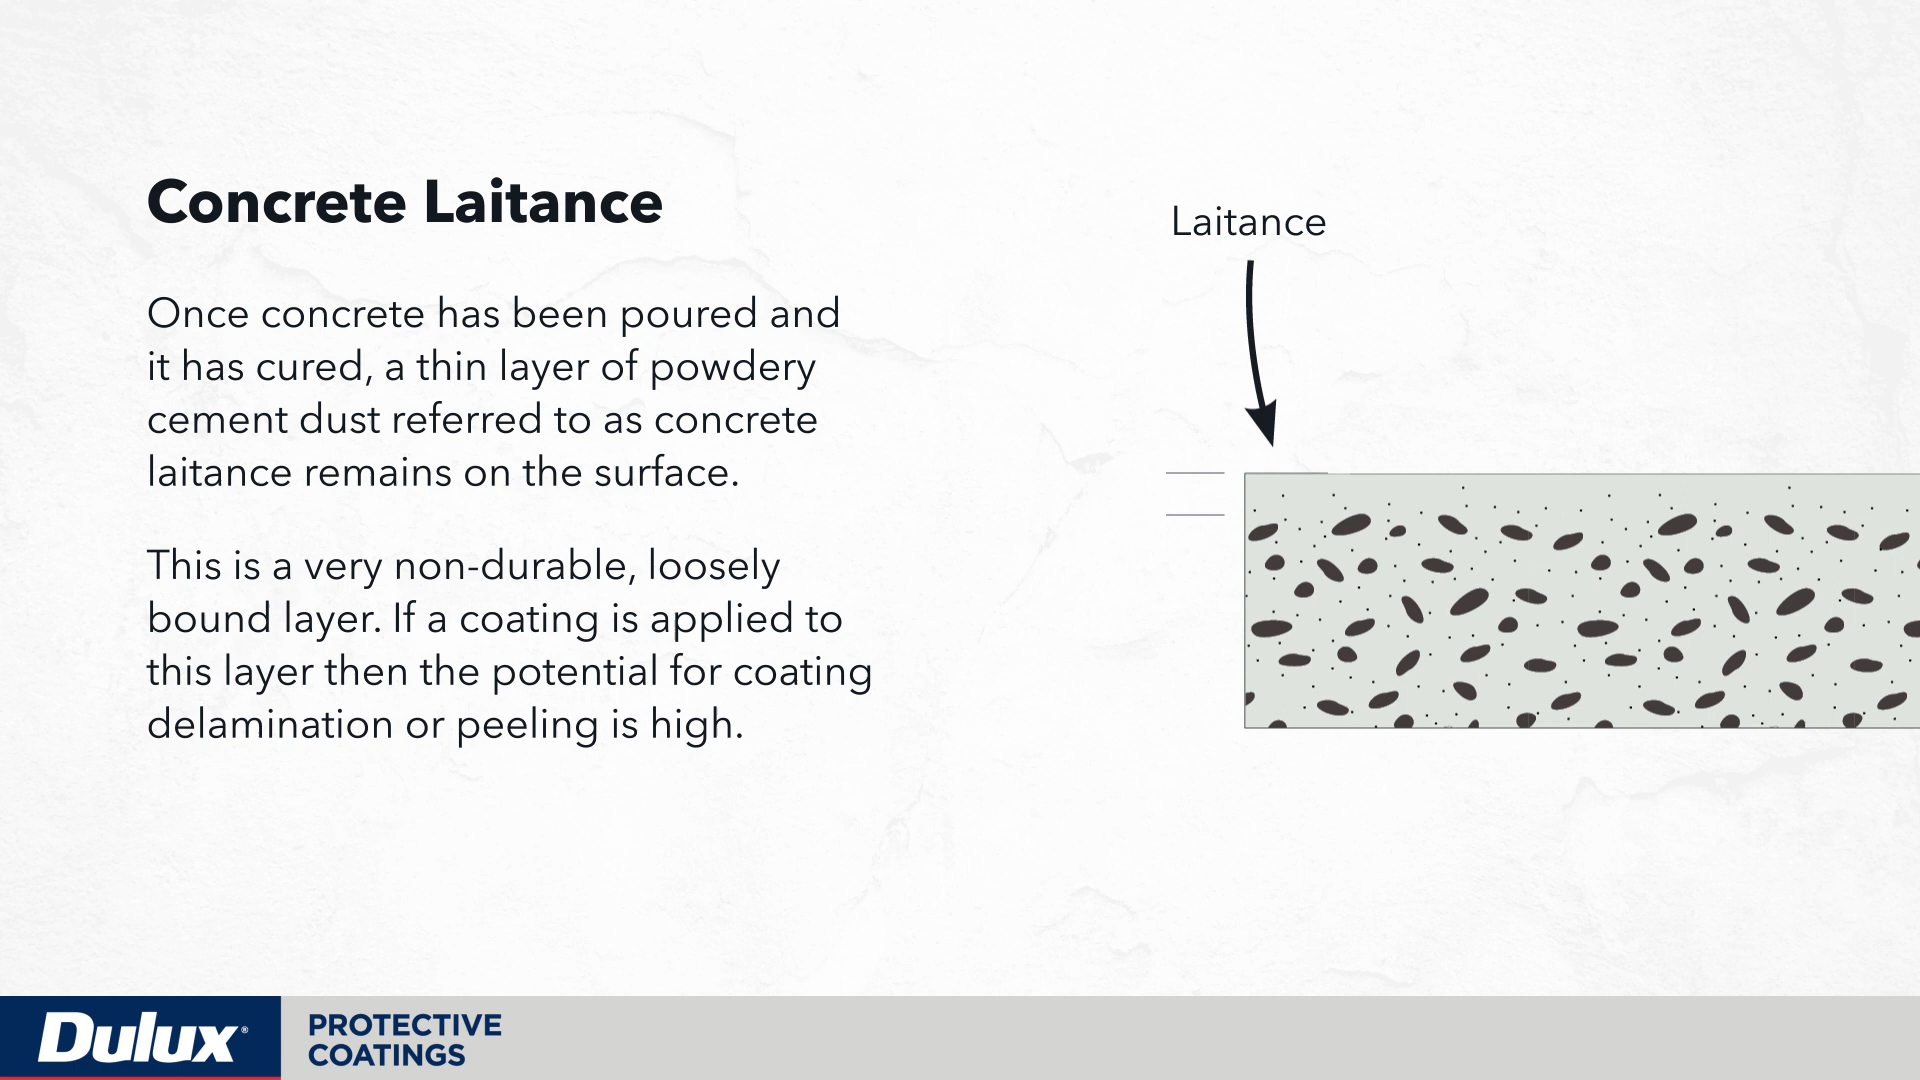 Concrete Laitance
Once concrete has been poured and
it has cured, a thin layer of powdery
cement dust referred to as concrete
laitance remains on the surface.
This is a very non-durable, loosely
bound layer. If a coating is applied to
this layer then the potential for coating
delamination or peeling is high.
Laitance
Dulux®
PROTECTIVE
COATINGS